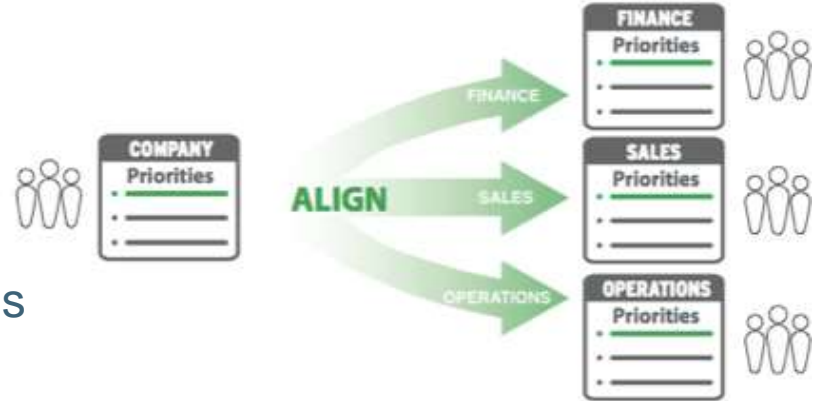 COMPANY
Priorities
s
ALIGN
FINANCE
SALES
OPERATIONS
FINANCE
Priorities
SALES
Priorities
OPERATIONS
Priorities